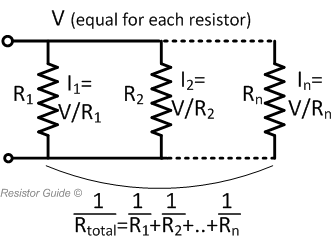 V (equal for each resistor)
R₁ I₁= V/R₁
R₂ I₂= V/R₂
Rₙ Iₙ= V/Rₙ
Resistor Guide ©
1/R_total=1/R₁+1/R₂+..+1/Rₙ